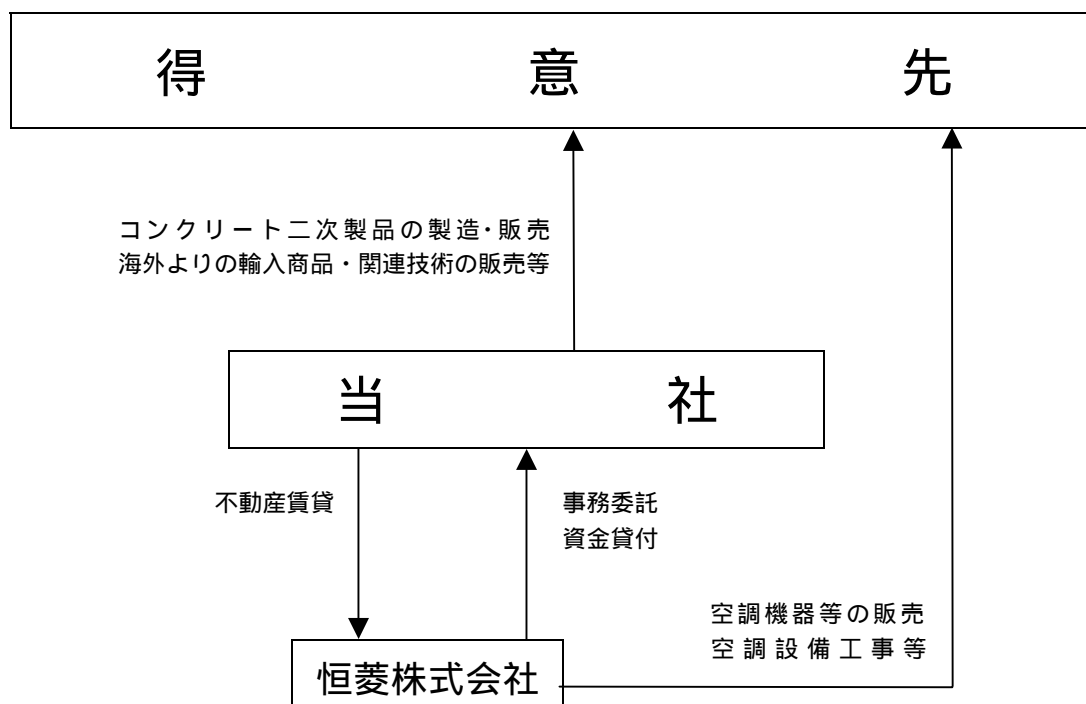 得意先
コンクリート二次製品の製造・販売
海外よりの輸入商品・関連技術の販売等
当社
不動産賃貸
事務委託
資金貸付
空調機器等の販売
空調設備工事等
恒菱株式会社